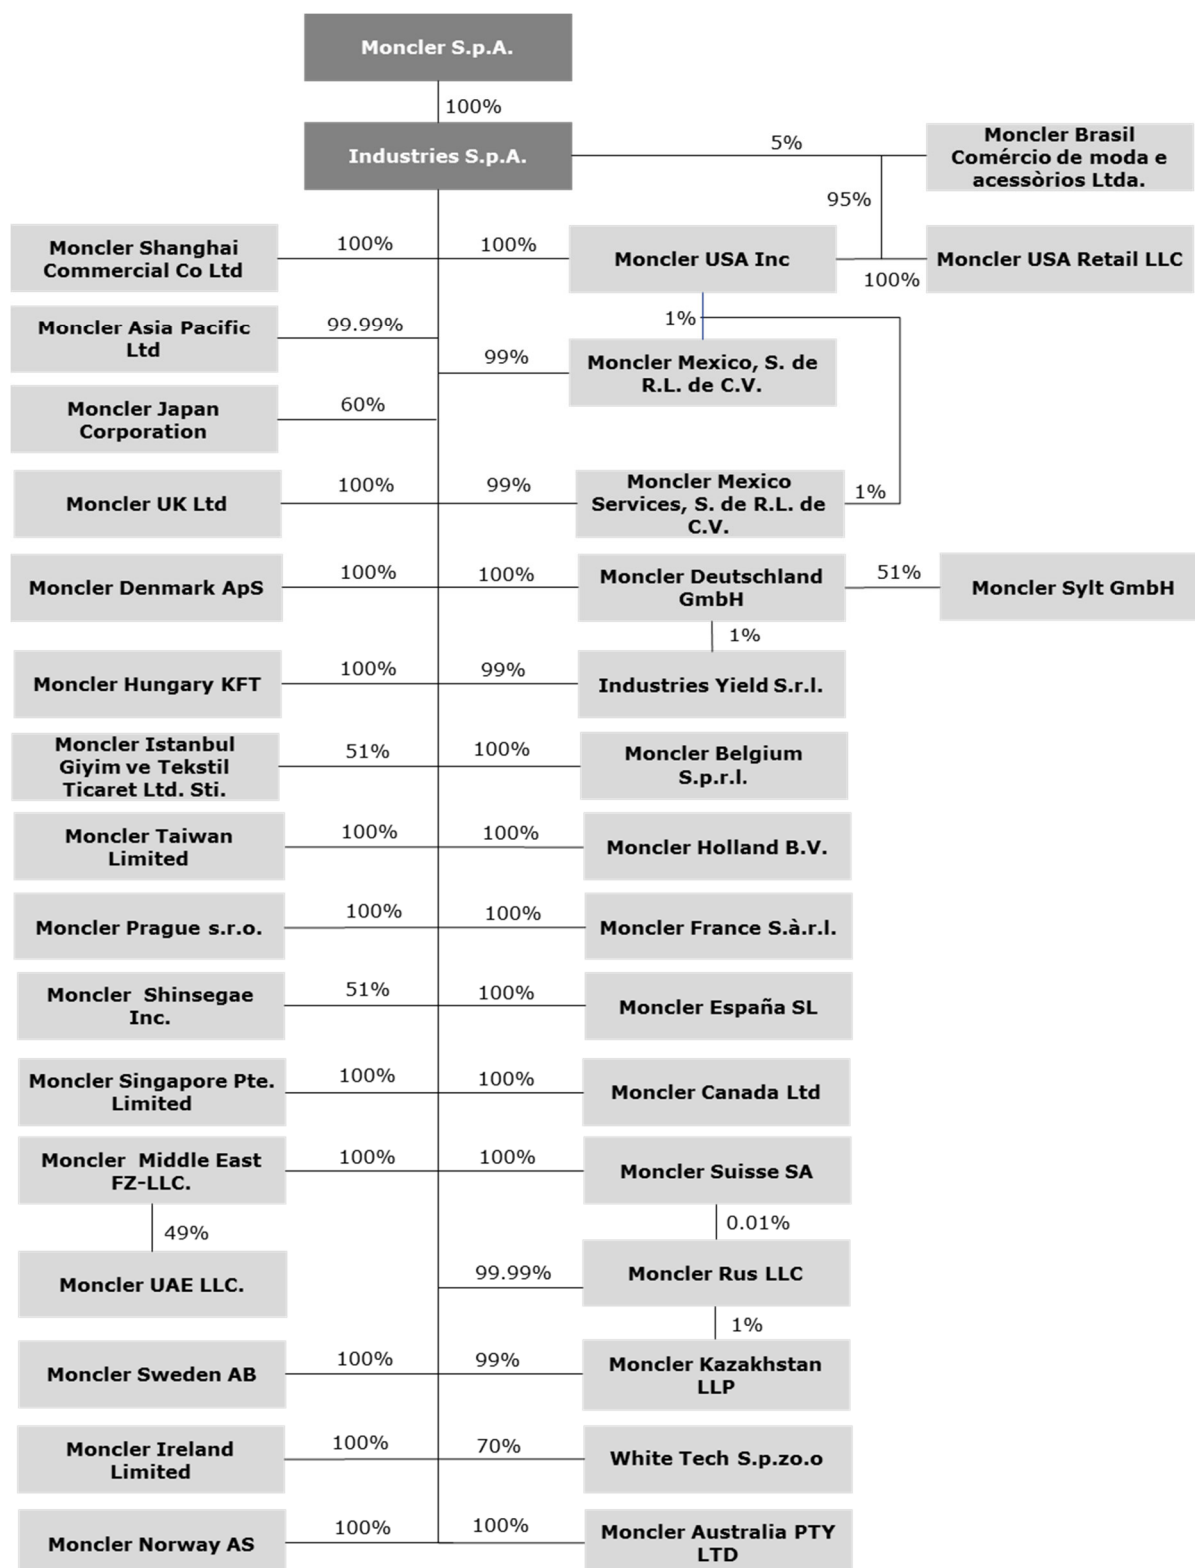 Moncler S.p.A.
100%
Industries S.p.A.
5%
Moncler Brasil
Comércio de moda e
acessòrios Ltda.
95%
Moncler Shanghai
Commercial Co Ltd
100%
100%
Moncler USA Inc
100%
Moncler USA Retail LLC
Moncler Asia Pacific
Ltd
99.99%
1%
99%
Moncler Mexico, S. de
R.L. de C.V.
Moncler Japan
Corporation
60%
Moncler UK Ltd
100%
99%
Moncler Mexico
Services, S. de R.L. de
C.V.
1%
Moncler Denmark ApS
100%
100%
Moncler Deutschland
GmbH
51%
Moncler Sylt GmbH
1%
Moncler Hungary KFT
100%
99%
Industries Yield S.r.l.
Moncler Istanbul
Giyim ve Tekstil
Ticaret Ltd. Sti.
51%
100%
Moncler Belgium
S.p.r.l.
Moncler Taiwan
Limited
100%
100%
Moncler Holland B.V.
Moncler Prague s.r.o.
100%
100%
Moncler France S.à.r.l.
Moncler Shinsegae
Inc.
51%
100%
Moncler España SL
Moncler Singapore Pte.
Limited
100%
100%
Moncler Canada Ltd
Moncler Middle East
FZ-LLC.
100%
100%
Moncler Suisse SA
49%
0.01%
Moncler UAE LLC.
99.99%
Moncler Rus LLC
1%
Moncler Sweden AB
100%
99%
Moncler Kazakhstan
LLP
Moncler Ireland
Limited
100%
70%
White Tech S.p.zo.o
Moncler Norway AS
100%
100%
Moncler Australia PTY
LTD